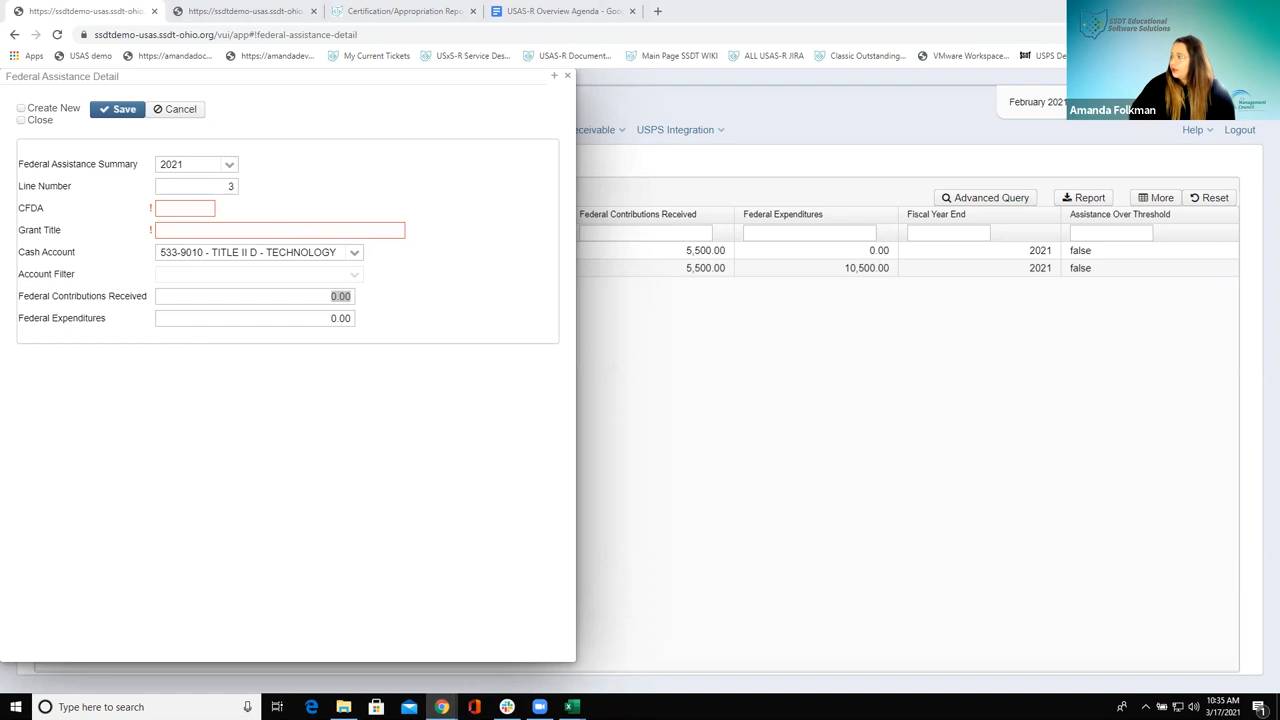 https://ssdtdemo-usas.ssdt-ohio.org/
https://ssdtdemo-usas.ssdt-ohio.org/
Certification/Appropriation Repo
USAS-R Overview Agenda - Goo
ssdtdemo-usas.ssdt-ohio.org/vui/app#!federal-assistance-detail
Apps
USAS demo
https://amandadoc...
https://amandadev...
My Current Tickets
USxS-R Service Des...
USAS-R Document...
Main Page SSDT WIKI
ALL USAS-R JIRA
Classic Outstanding...
VMware Workspace...
USPS De
SSDT Educational
Software Solutions
Amanda Folkman
Management
Council
Federal Assistance Detail
February 2021
eceivable
USPS Integration
Help
Logout
Create New
Close
Save
Cancel
Federal Assistance Summary
2021
Line Number
3
CFDA
!
Grant Title
!
Cash Account
533-9010 - TITLE II D - TECHNOLOGY
Account Filter
Federal Contributions Received
0.00
Federal Expenditures
0.00
Advanced Query
Report
More
Reset
Federal Contributions Received
Federal Expenditures
Fiscal Year End
Assistance Over Threshold
5,500.00
0.00
2021
false
5,500.00
10,500.00
2021
false
Type here to search
10:35 AM
3/17/2021
1